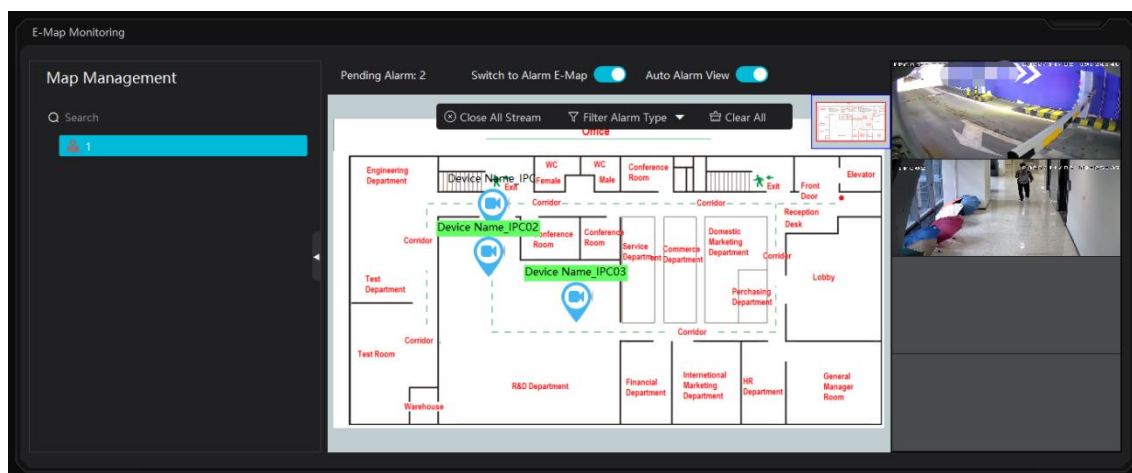 E-Map Monitoring
Map Management
Search
1
Pending Alarm: 2
Switch to Alarm E-Map
Auto Alarm View
Close All Stream
Filter Alarm Type
Clear All
Office
Engineering
Department
Device Name_IPC
Exit
WC
Female
WC
Male
Conference
Room
Exit
Front
Door
Elevator
Corridor
Corridor
Reception
Desk
Device Name_IPC02
Corridor
Conference
Room
Conference
Room
Service
Department
Commerce
Department
Domestic
Marketing
Department
Corridor
Device Name_IPC03
Lobby
Test
Department
Perchasing
Department
Corridor
Corridor
Test Room
R&D Department
Financial
Department
International
Marketing
Department
HR
Department
General
Manager
Room
Warehouse